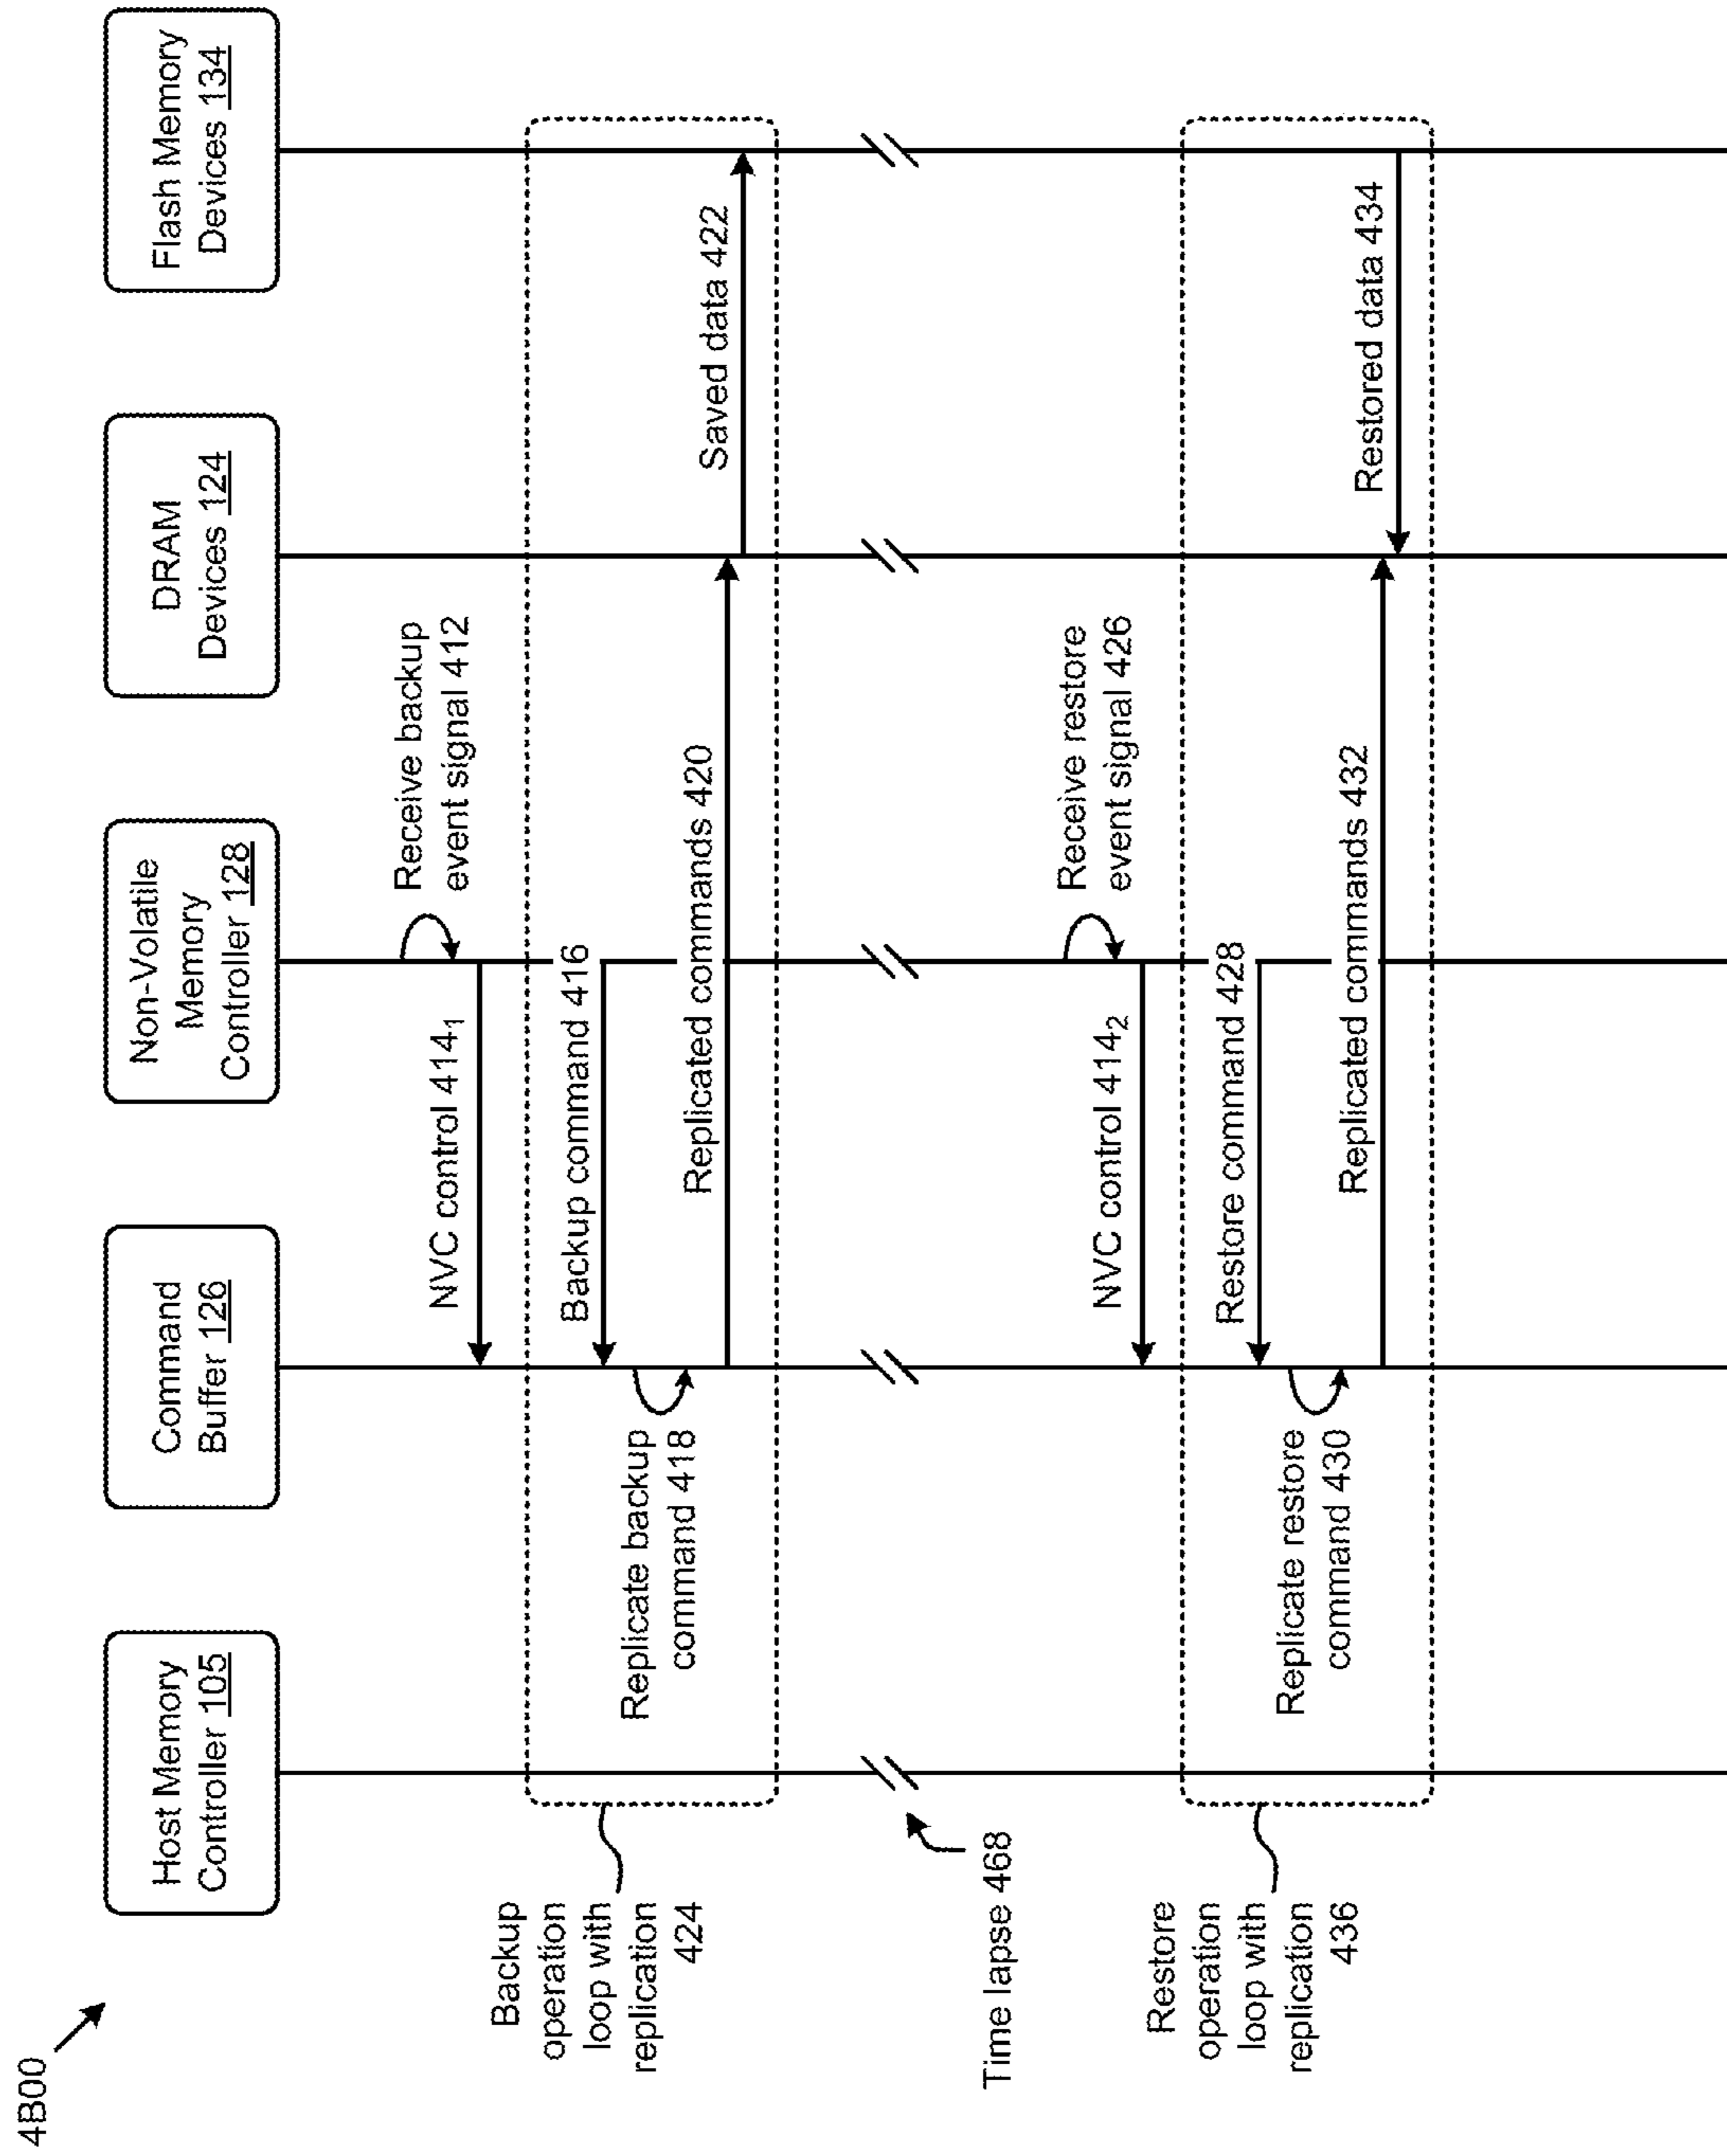 4B00
Host Memory
Controller 105
Command
Buffer 126
Non-Volatile
Memory
Controller 128
DRAM
Devices 124
Flash Memory
Devices 134
Receive backup
event signal 412
NVC control 414₁
Backup
operation
loop with
replication
424
Backup command 416
Replicate backup
command 418
Replicated commands 420
Saved data 422
Time lapse 468
Receive restore
event signal 426
NVC control 414₂
Restore
operation
loop with
replication
436
Restore command 428
Replicate restore
command 430
Replicated commands 432
Restored data 434